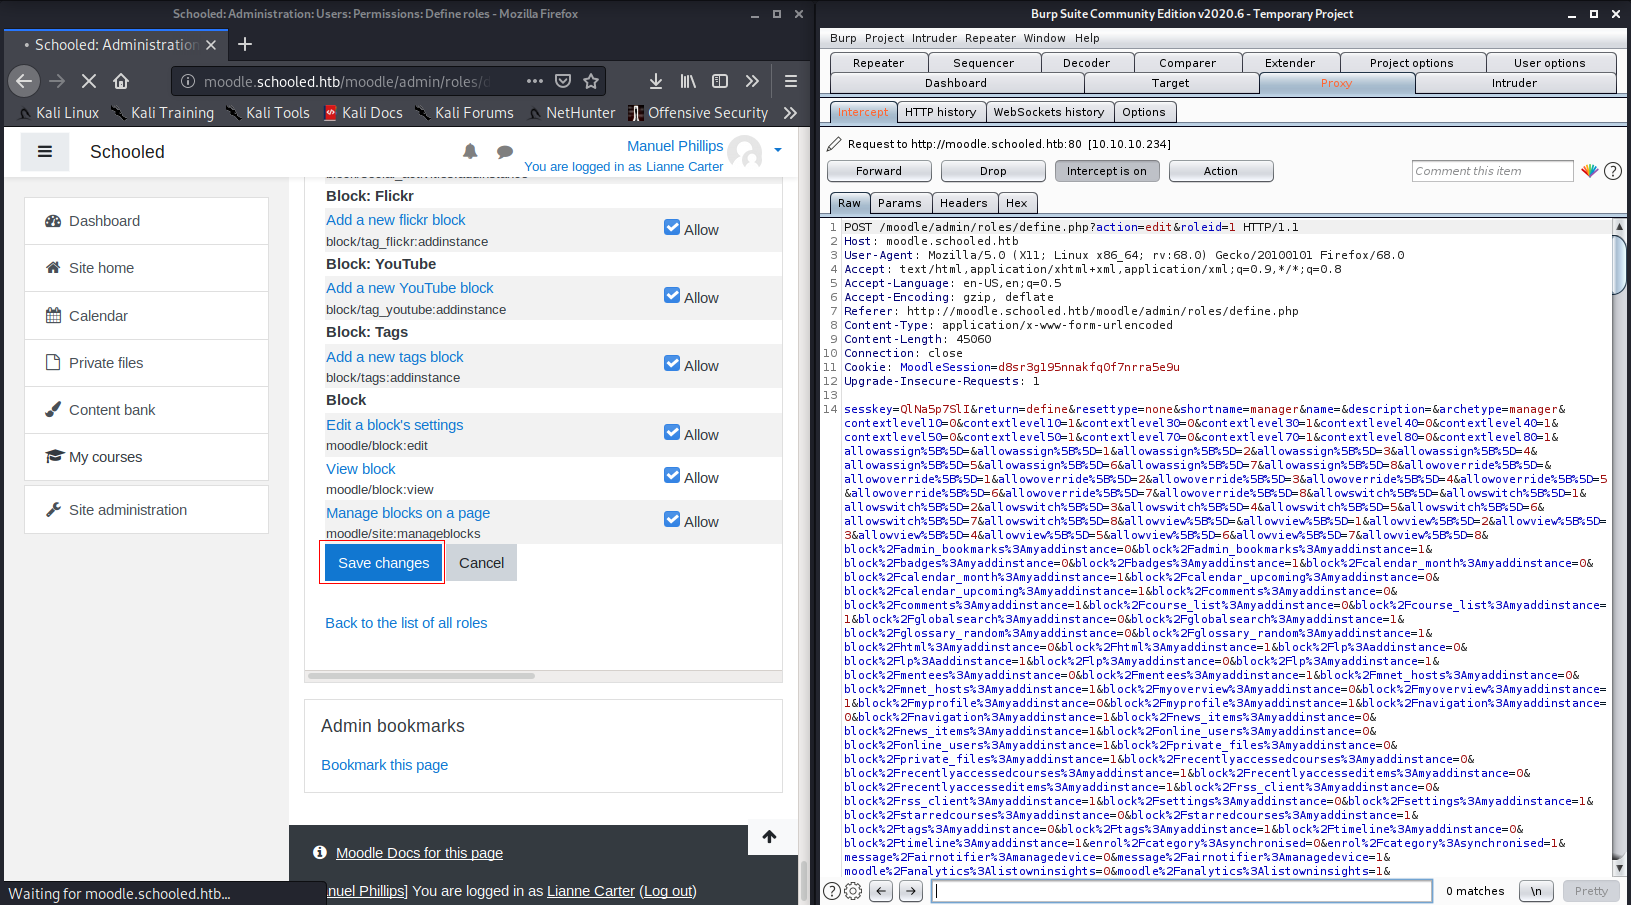 Schooled: Administration: Users: Permissions: Define roles - Mozilla Firefox
• Schooled: Administration
moodle.schooled.htb/moodle/admin/roles/d
Kali Linux
Kali Training
Kali Tools
Kali Docs
Kali Forums
NetHunter
Offensive Security
Schooled
Manuel Phillips
You are logged in as Lianne Carter
Dashboard
Site home
Calendar
Private files
Content bank
My courses
Site administration
Block: Flickr
Add a new flickr block
Allow
block/tag_flickr:addinstance
Block: YouTube
Add a new YouTube block
Allow
block/tag_youtube:addinstance
Block: Tags
Add a new tags block
Allow
block/tags:addinstance
Block
Edit a block's settings
Allow
moodle/block:edit
View block
Allow
moodle/block:view
Manage blocks on a page
Allow
moodle/site:manageblocks
Save changes
Cancel
Back to the list of all roles
Admin bookmarks
Bookmark this page
Moodle Docs for this page
nuel Phillips] You are logged in as Lianne Carter (Log out)
Waiting for moodle.schooled.htb...
Burp Suite Community Edition v2020.6 - Temporary Project
Burp Project Intruder Repeater Window Help
Repeater Sequencer Decoder Comparer Extender Project options User options
Dashboard Target Proxy Intruder
Intercept HTTP history WebSockets history Options
Request to http://moodle.schooled.htb:80 [10.10.10.234]
Forward Drop Intercept is on Action Comment this item
Raw Params Headers Hex
1 POST /moodle/admin/roles/define.php?action=edit&roleid=1 HTTP/1.1
2 Host: moodle.schooled.htb
3 User-Agent: Mozilla/5.0 (X11; Linux x86_64; rv:68.0) Gecko/20100101 Firefox/68.0
4 Accept: text/html,application/xhtml+xml,application/xml;q=0.9,*/*;q=0.8
5 Accept-Language: en-US,en;q=0.5
6 Accept-Encoding: gzip, deflate
7 Referer: http://moodle.schooled.htb/moodle/admin/roles/define.php
8 Content-Type: application/x-www-form-urlencoded
9 Content-Length: 45060
10 Connection: close
11 Cookie: MoodleSession=d8sr3g195nnakfq0f7nrra5e9u
12 Upgrade-Insecure-Requests: 1
13
14 sesskey=QlNa5p7SlI&return=define&resettype=none&shortname=manager&name=&description=&archetype=manager&
contextlevel10=0&contextlevel10=1&contextlevel30=0&contextlevel30=1&contextlevel40=0&contextlevel40=1&
contextlevel50=0&contextlevel50=1&contextlevel70=0&contextlevel70=1&contextlevel80=0&contextlevel80=1&
allowassign%5B%5D=&allowassign%5B%5D=1&allowassign%5B%5D=2&allowassign%5B%5D=3&allowassign%5B%5D=4&
allowassign%5B%5D=5&allowassign%5B%5D=6&allowassign%5B%5D=7&allowassign%5B%5D=8&allowoverride%5B%5D=&
allowoverride%5B%5D=1&allowoverride%5B%5D=2&allowoverride%5B%5D=3&allowoverride%5B%5D=4&allowoverride%5B%5D=5
&allowoverride%5B%5D=6&allowoverride%5B%5D=7&allowoverride%5B%5D=8&allowswitch%5B%5D=&allowswitch%5B%5D=1&
allowswitch%5B%5D=2&allowswitch%5B%5D=3&allowswitch%5B%5D=4&allowswitch%5B%5D=5&allowswitch%5B%5D=6&
allowswitch%5B%5D=7&allowswitch%5B%5D=8&allowview%5B%5D=&allowview%5B%5D=1&allowview%5B%5D=2&allowview%5B%5D=
3&allowview%5B%5D=4&allowview%5B%5D=5&allowview%5B%5D=6&allowview%5B%5D=7&allowview%5B%5D=8&
block%2Fadmin_bookmarks%3Amyaddinstance=0&block%2Fadmin_bookmarks%3Amyaddinstance=1&
block%2Fbadges%3Amyaddinstance=0&block%2Fbadges%3Amyaddinstance=1&block%2Fcalendar_month%3Amyaddinstance=0&
block%2Fcalendar_month%3Amyaddinstance=1&block%2Fcalendar_upcoming%3Amyaddinstance=0&
block%2Fcalendar_upcoming%3Amyaddinstance=1&block%2Fcomments%3Amyaddinstance=0&
block%2Fcomments%3Amyaddinstance=1&block%2Fcourse_list%3Amyaddinstance=0&block%2Fcourse_list%3Amyaddinstance=
1&block%2Fglobalsearch%3Amyaddinstance=0&block%2Fglobalsearch%3Amyaddinstance=1&
block%2Fglossary_random%3Amyaddinstance=0&block%2Fglossary_random%3Amyaddinstance=1&
block%2Fhtml%3Amyaddinstance=0&block%2Fhtml%3Amyaddinstance=1&block%2Flp%3Aaddinstance=0&
block%2Flp%3Aaddinstance=1&block%2Flp%3Amyaddinstance=0&block%2Flp%3Amyaddinstance=1&
block%2Fmentees%3Amyaddinstance=0&block%2Fmentees%3Amyaddinstance=1&block%2Fmnet_hosts%3Amyaddinstance=0&
block%2Fmnet_hosts%3Amyaddinstance=1&block%2Fmyoverview%3Amyaddinstance=0&block%2Fmyoverview%3Amyaddinstance=
1&block%2Fmyprofile%3Amyaddinstance=0&block%2Fmyprofile%3Amyaddinstance=1&block%2Fnavigation%3Amyaddinstance=
0&block%2Fnavigation%3Amyaddinstance=1&block%2Fnews_items%3Amyaddinstance=0&
block%2Fnews_items%3Amyaddinstance=1&block%2Fonline_users%3Amyaddinstance=0&
block%2Fonline_users%3Amyaddinstance=1&block%2Fprivate_files%3Amyaddinstance=0&
block%2Fprivate_files%3Amyaddinstance=1&block%2Frecentlyaccessedcourses%3Amyaddinstance=0&
block%2Frecentlyaccessedcourses%3Amyaddinstance=1&block%2Frecentlyaccesseditems%3Amyaddinstance=0&
block%2Frecentlyaccesseditems%3Amyaddinstance=1&block%2Frss_client%3Amyaddinstance=0&
block%2Frss_client%3Amyaddinstance=1&block%2Fsettings%3Amyaddinstance=0&block%2Fsettings%3Amyaddinstance=1&
block%2Fstarredcourses%3Amyaddinstance=0&block%2Fstarredcourses%3Amyaddinstance=1&
block%2Ftags%3Amyaddinstance=0&block%2Ftags%3Amyaddinstance=1&block%2Ftimeline%3Amyaddinstance=0&
block%2Ftimeline%3Amyaddinstance=1&enrol%2Fcategory%3Asynchronised=0&enrol%2Fcategory%3Asynchronised=1&
message%2Fairnotifier%3Amanagedevice=0&message%2Fairnotifier%3Amanagedevice=1&
moodle%2Fanalytics%3Alistowninsights=0&moodle%2Fanalytics%3Alistowninsights=1&
0 matches \n Pretty